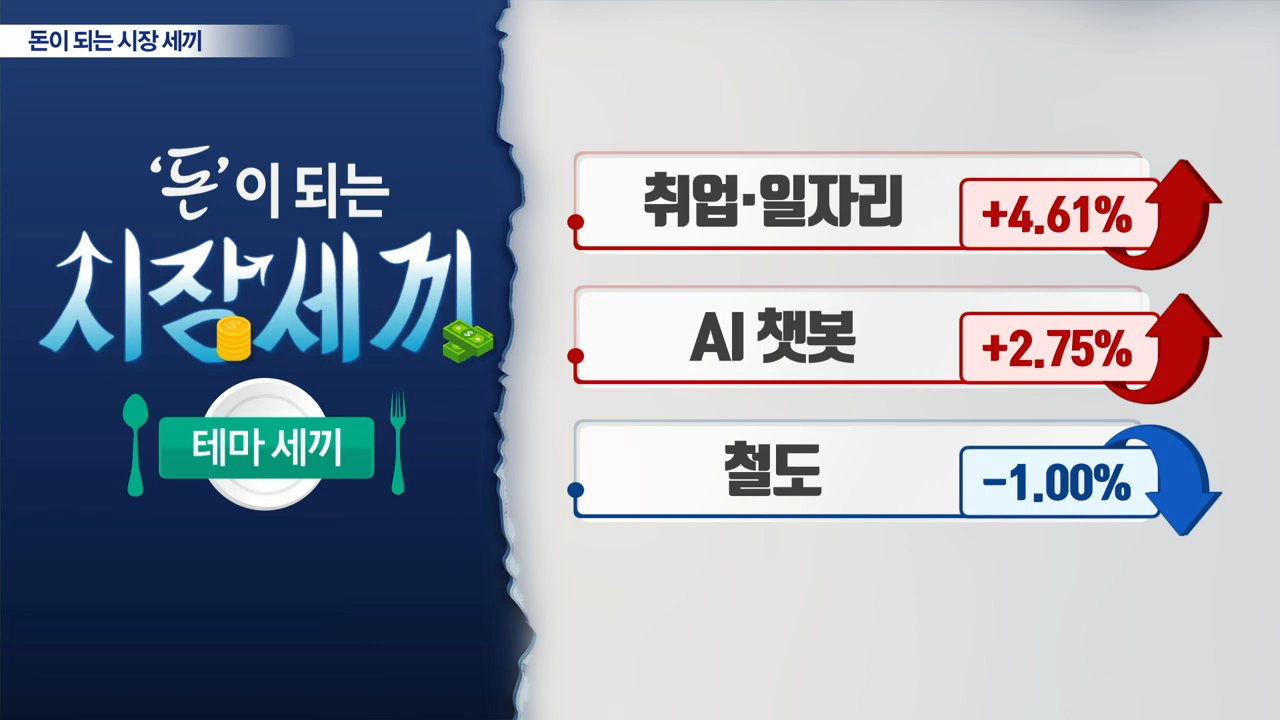 돈이 되는 시장 세끼
‘돈’이 되는
시장세끼
테마 세끼
취업·일자리
+4.61%
AI 챗봇
+2.75%
철도
-1.00%